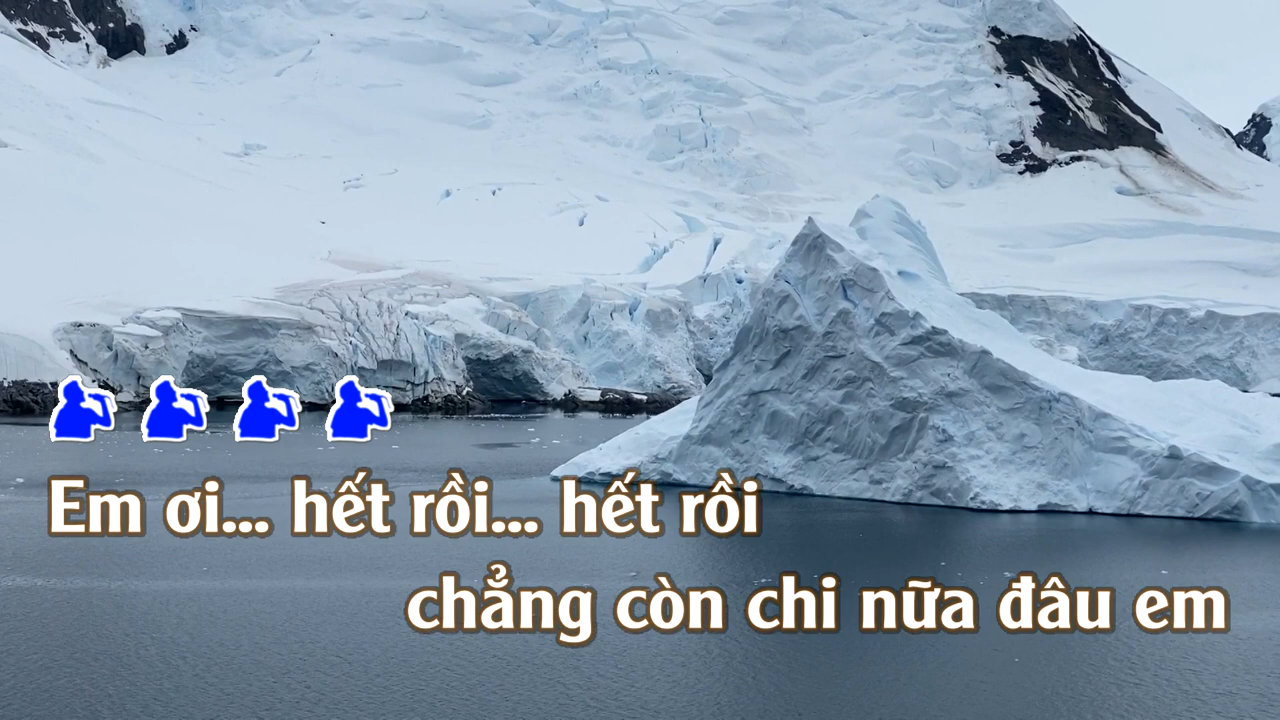 Em ơi... hết rồi... hết rồi
chẳng còn chi nữa đâu em